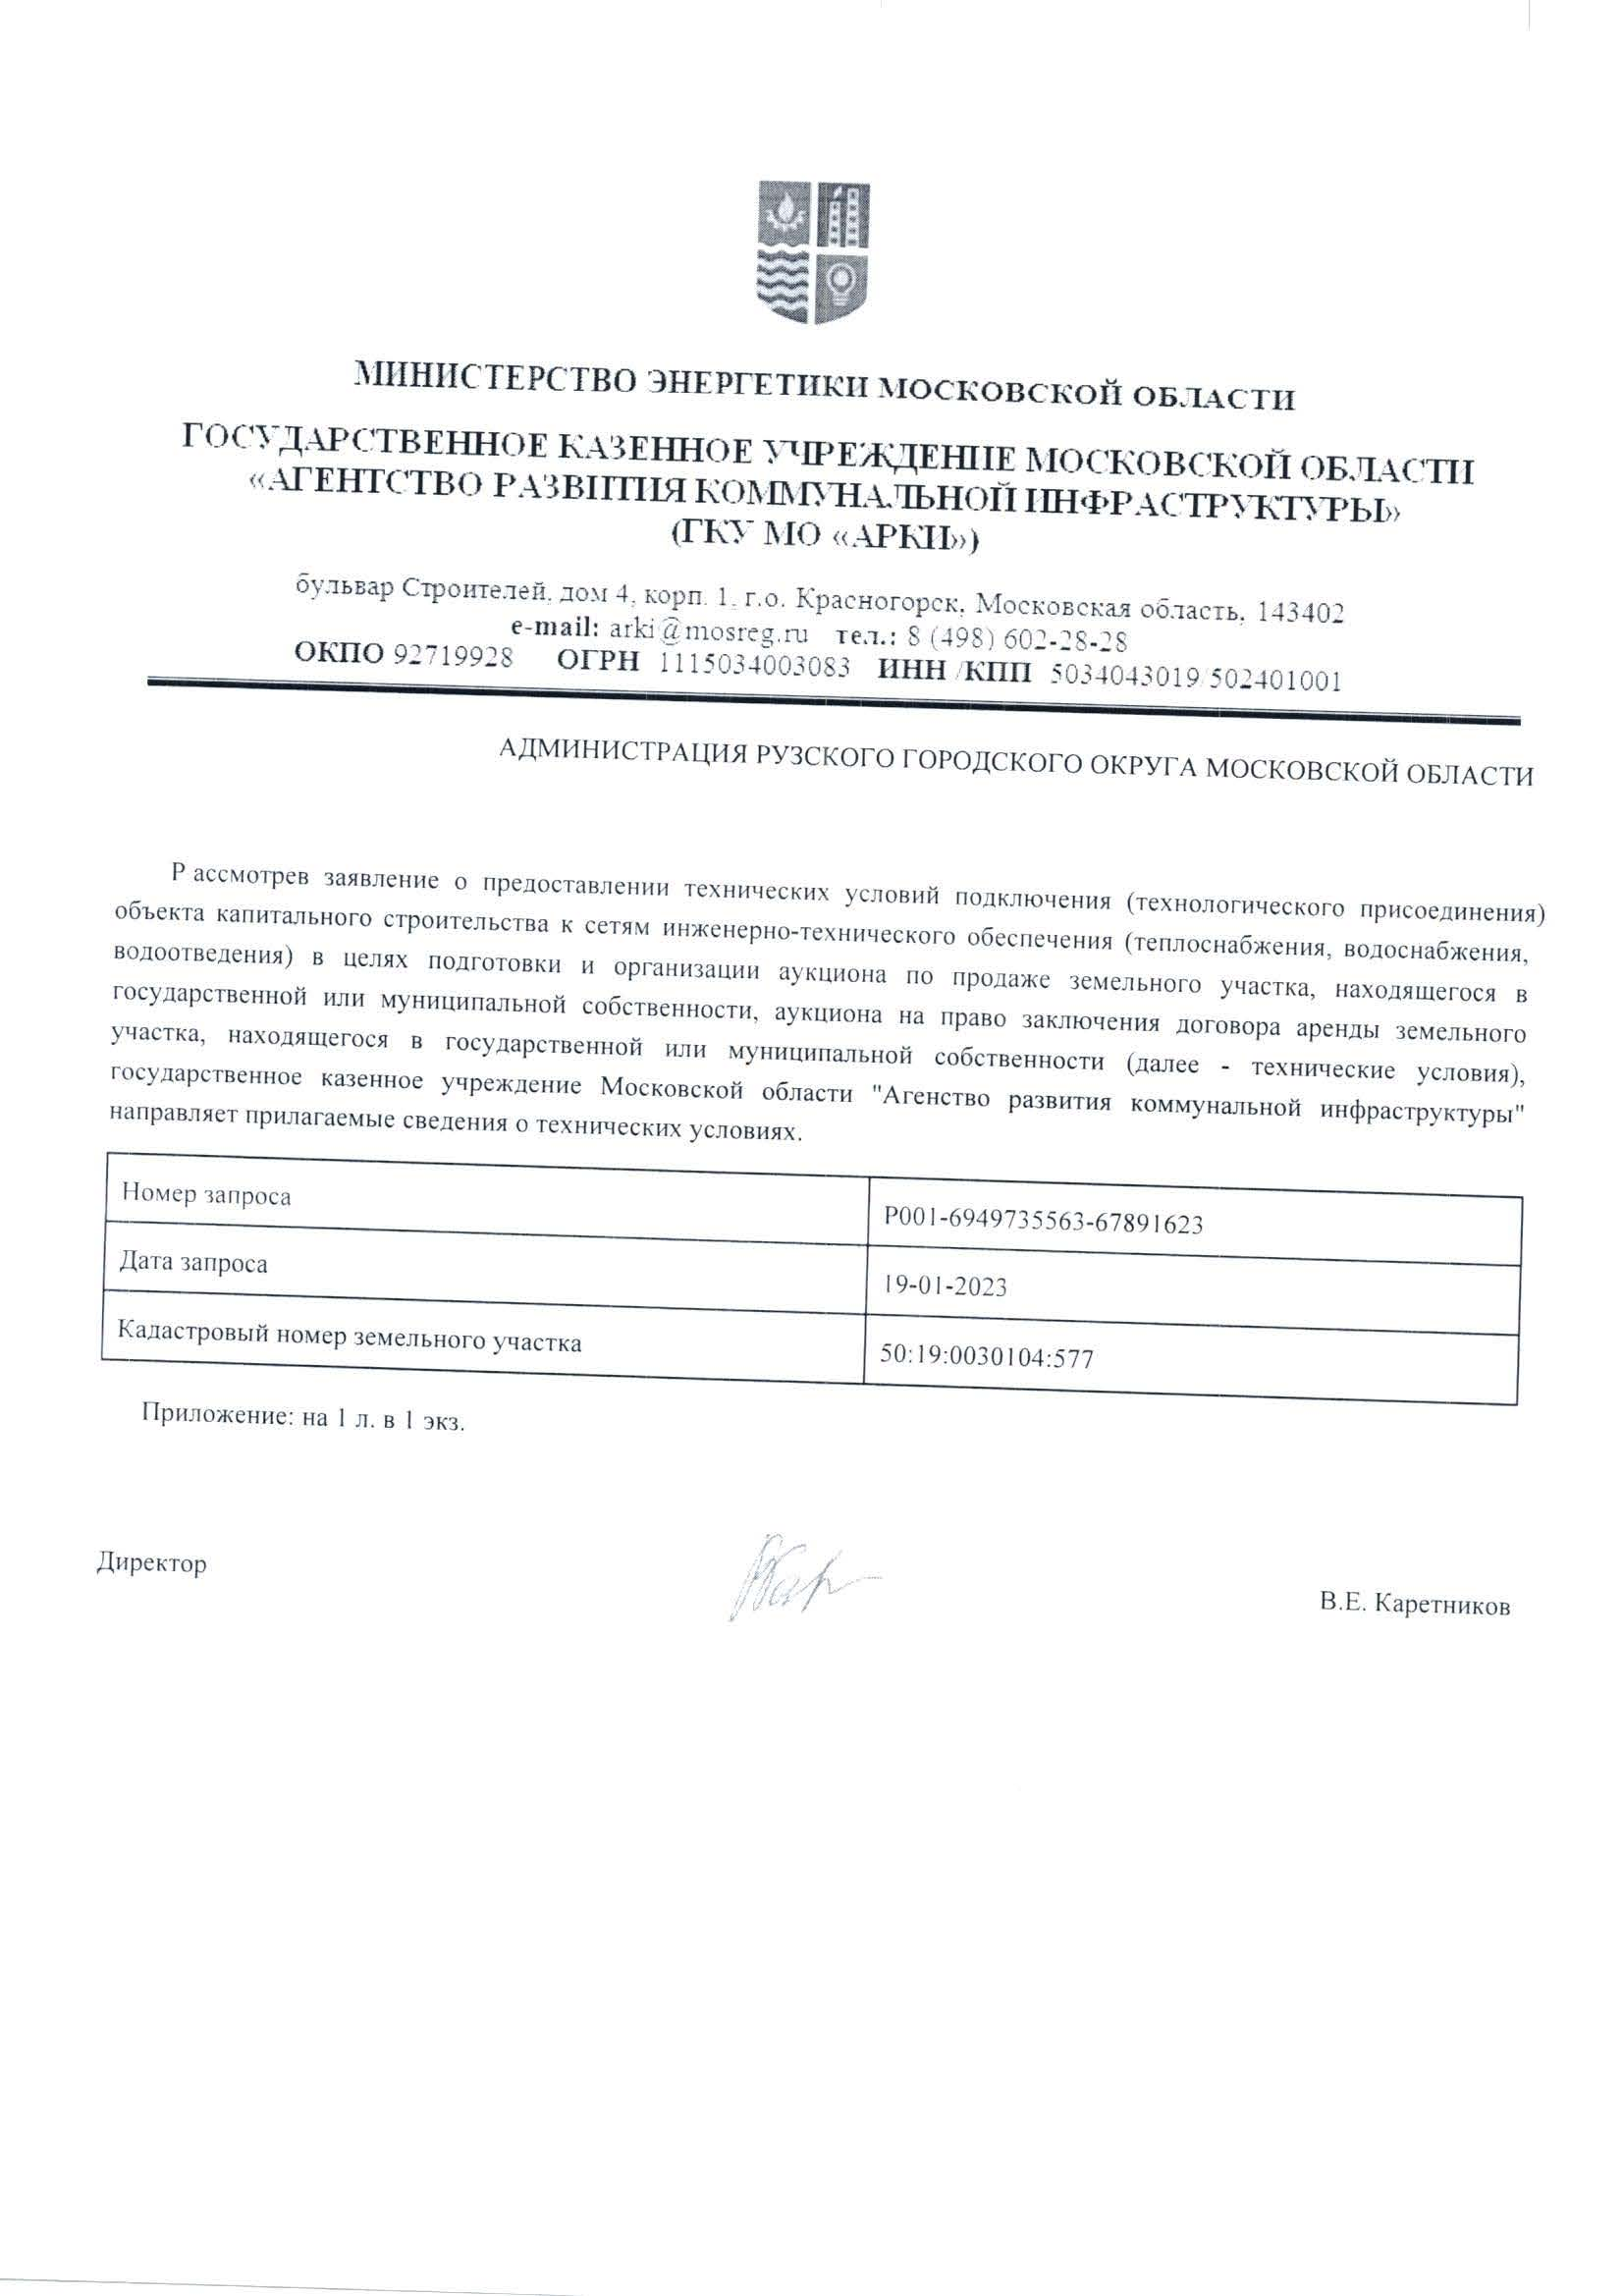 МИНИСТЕРСТВО ЭНЕРГЕТИКИ МОСКОВСКОЙ ОБЛАСТИ
ГОСУДАРСТВЕННОЕ КАЗЕННОЕ УЧРЕЖДЕНИЕ МОСКОВСКОЙ ОБЛАСТИ
«АГЕНТСТВО РАЗВИТИЯ КОММУНАЛЬНОЙ ИНФРАСТРУКТУРЫ»
(ГКУ МО «АРКИ»)
бульвар Строителей, дом 4, корп. 1, г.о. Красногорск, Московская область, 143402
e-mail: arki@mosreg.ru тел.: 8 (498) 602-28-28
ОКПО 92719928 ОГРН 1115034003083 ИНН /КПП 5034043019/502401001
АДМИНИСТРАЦИЯ РУЗСКОГО ГОРОДСКОГО ОКРУГА МОСКОВСКОЙ ОБЛАСТИ
Р ассмотрев заявление о предоставлении технических условий подключения (технологического присоединения)
объекта капитального строительства к сетям инженерно-технического обеспечения (теплоснабжения, водоснабжения,
водоотведения) в целях подготовки и организации аукциона по продаже земельного участка, находящегося в
государственной или муниципальной собственности, аукциона на право заключения договора аренды земельного
участка, находящегося в государственной или муниципальной собственности (далее - технические условия),
государственное казенное учреждение Московской области "Агенство развития коммунальной инфраструктуры"
направляет прилагаемые сведения о технических условиях.
Номер запроса P001-6949735563-67891623
Дата запроса 19-01-2023
Кадастровый номер земельного участка 50:19:0030104:577
Приложение: на 1 л. в 1 экз.
Директор
В.Е. Каретников